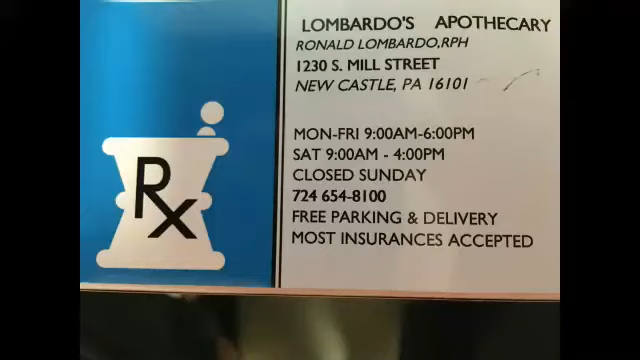 LOMBARDO'S APOTHECARY
RONALD LOMBARDO,RPH
1230 S. MILL STREET
NEW CASTLE, PA 16101
MON-FRI 9:00AM-6:00PM
SAT 9:00AM - 4:00PM
CLOSED SUNDAY
724 654-8100
FREE PARKING & DELIVERY
MOST INSURANCES ACCEPTED
Rx